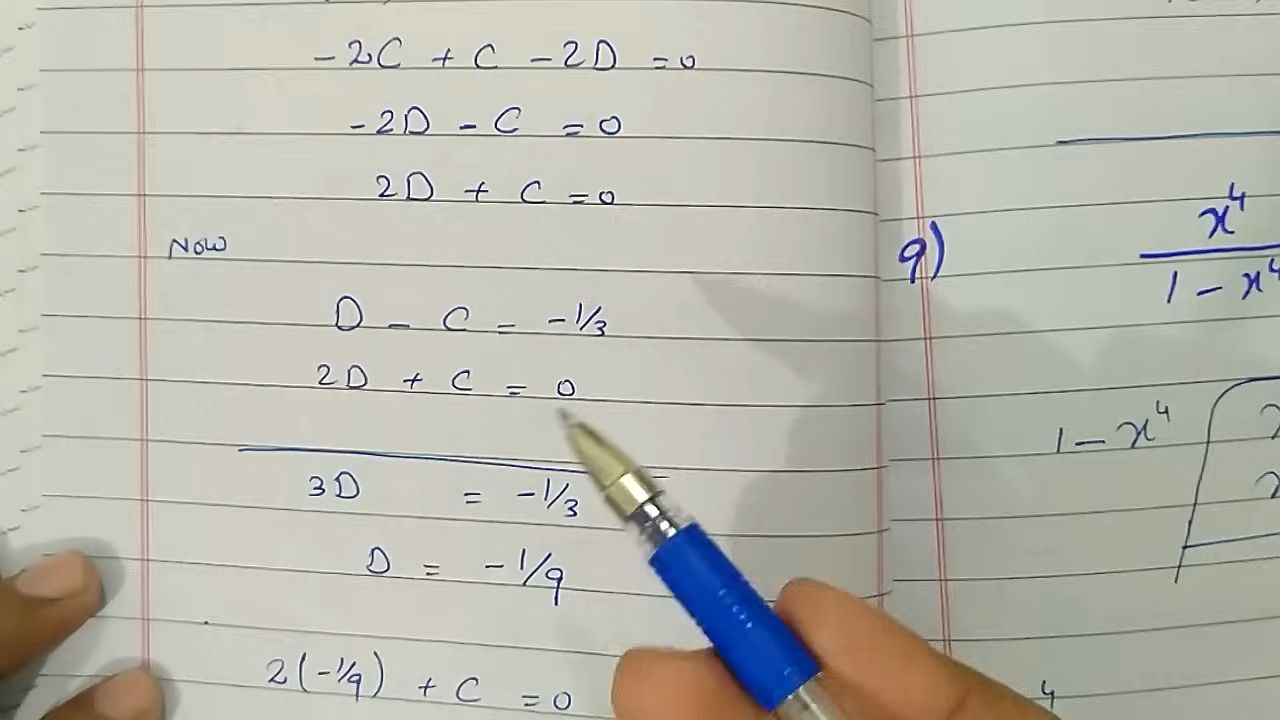 -2C + C - 2D = 0
-2D - C = 0
2D + C = 0
Now
D - C = -1/3
2D + C = 0
3D = -1/3
D = -1/9
2(-1/9) + C = 0
9)
x⁴
1 - x⁴
1 - x⁴
x
x
4